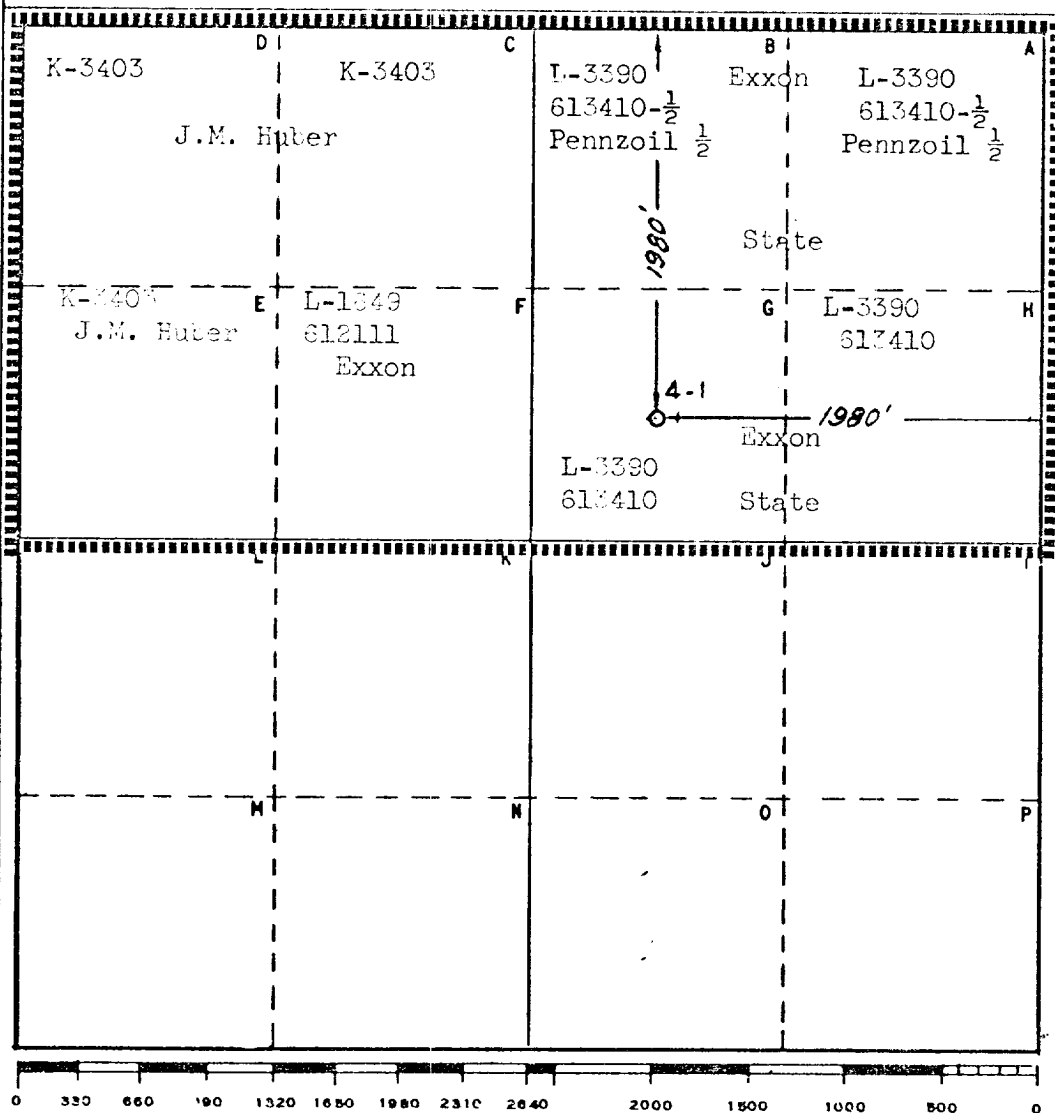 D C B A
K-3403 K-3403 L-3390 Exxon L-3390
613410-½ 613410-½
J.M. Huber Pennzoil ½ Pennzoil ½
1980' State
E L-1849 F G L-3390 H
J.M. Huber 612111 613410
Exxon
4-1
1980'
Exxon
L-3390
613410 State
L K J I
M N O P
0 330 660 1320 1650 1980 2310 2640 2000 1500 1000 500 0